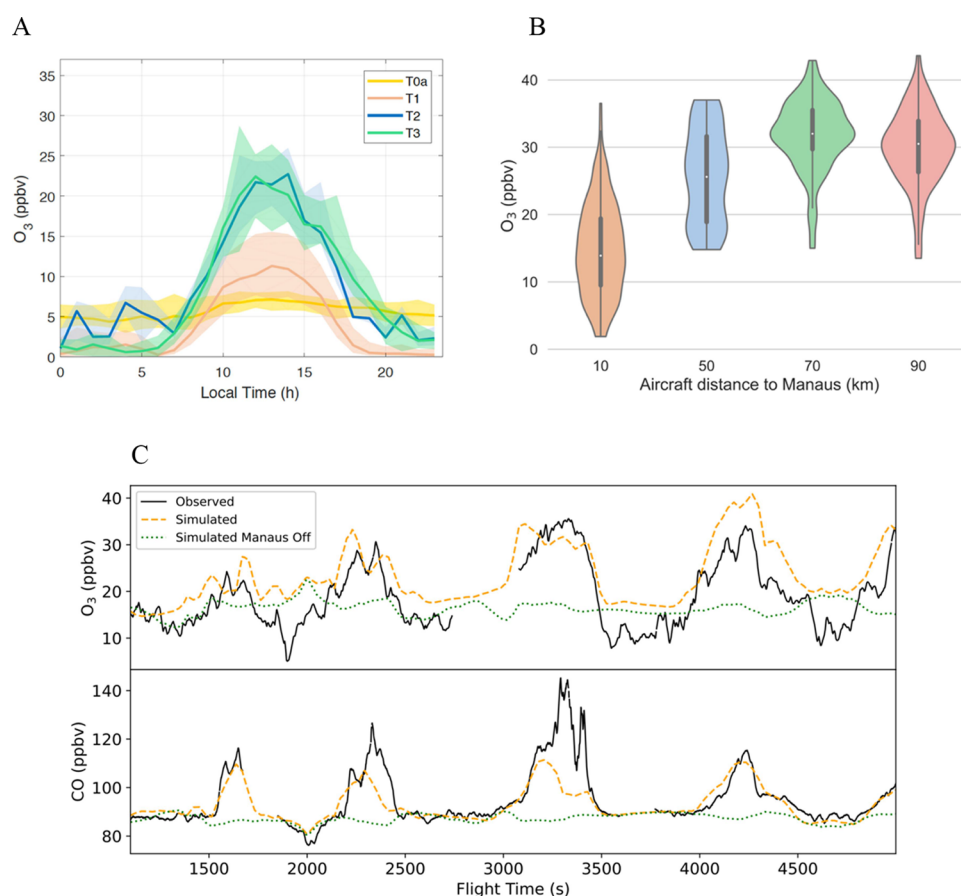 A
O3 (ppbv)
35
30
25
20
15
10
5
0
0 5 10 15 20
Local Time (h)
T0a
T1
T2
T3
B
O3 (ppbv)
40
30
20
10
0
10 50 70 90
Aircraft distance to Manaus (km)
C
Observed
Simulated
Simulated Manaus Off
O3 (ppbv)
40
30
20
10
CO (ppbv)
140
120
100
80
1500 2000 2500 3000 3500 4000 4500
Flight Time (s)